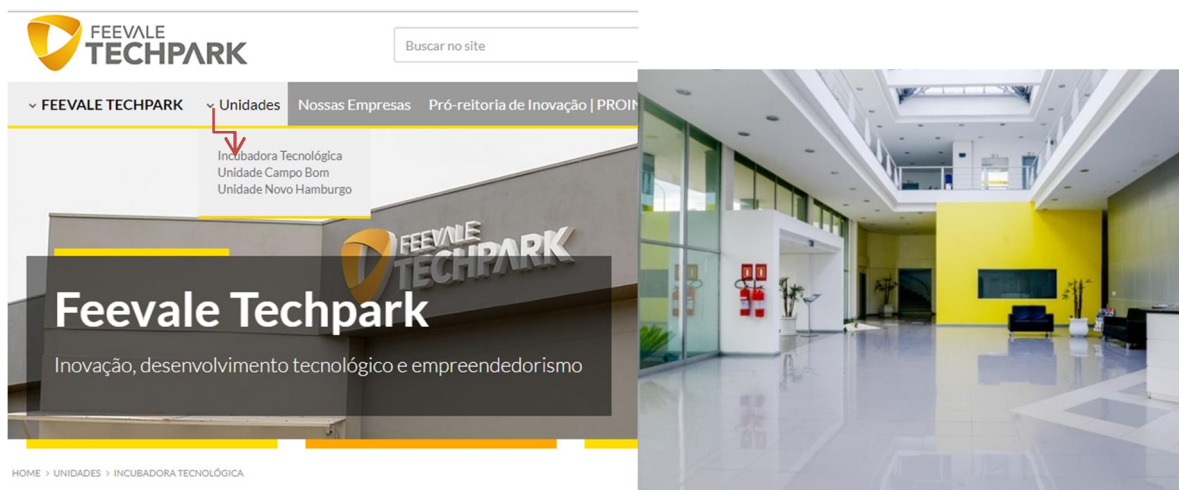 FEEVALE
TECHPARK
Buscar no site
FEEVALE TECHPARK Unidades Nossas Empresas Pró-reitoria de Inovação | PROIN
Incubadora Tecnológica
Unidade Campo Bom
Unidade Novo Hamburgo
FEEVALE
TECHPARK
Feevale Techpark
Inovação, desenvolvimento tecnológico e empreendedorismo
HOME > UNIDADES > INCUBADORA TECNOLÓGICA